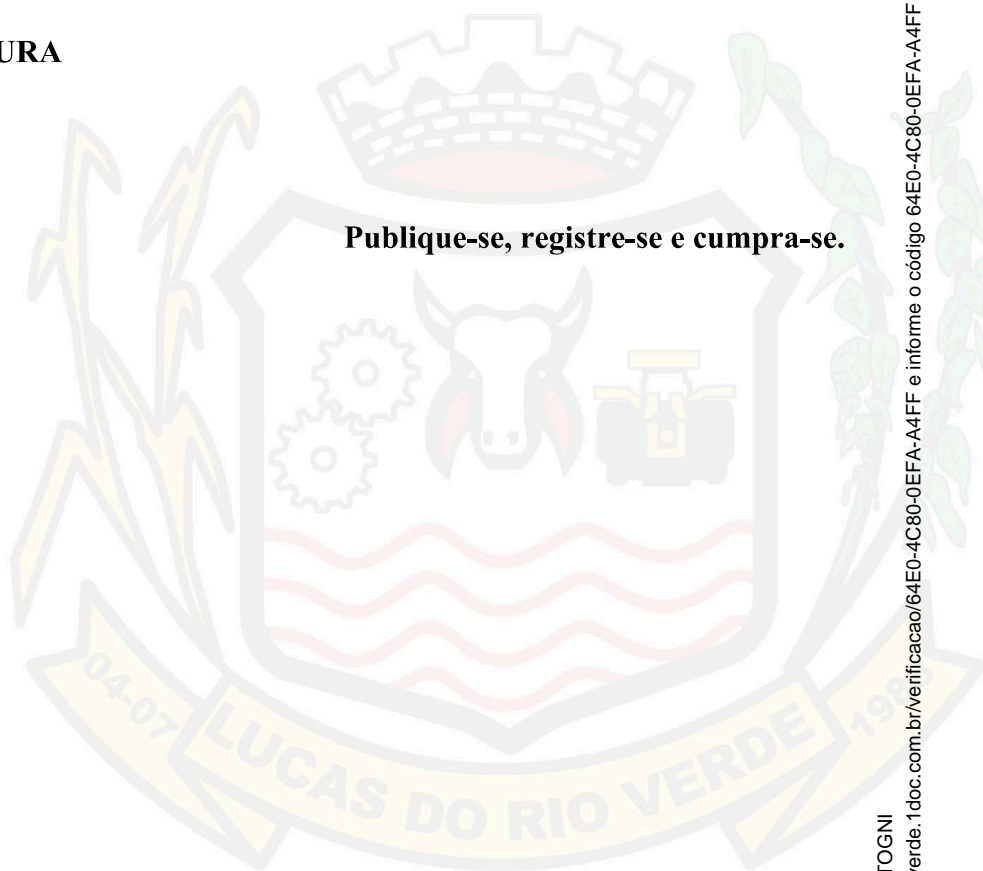 URA
Publique-se, registre-se e cumpra-se.
04-07
LUCAS DO RIO VERDE
1988
TOGNI
verde.1doc.com.br/verificacao/64E0-4C80-0EFA-A4FF e informe o código 64E0-4C80-0EFA-A4FF